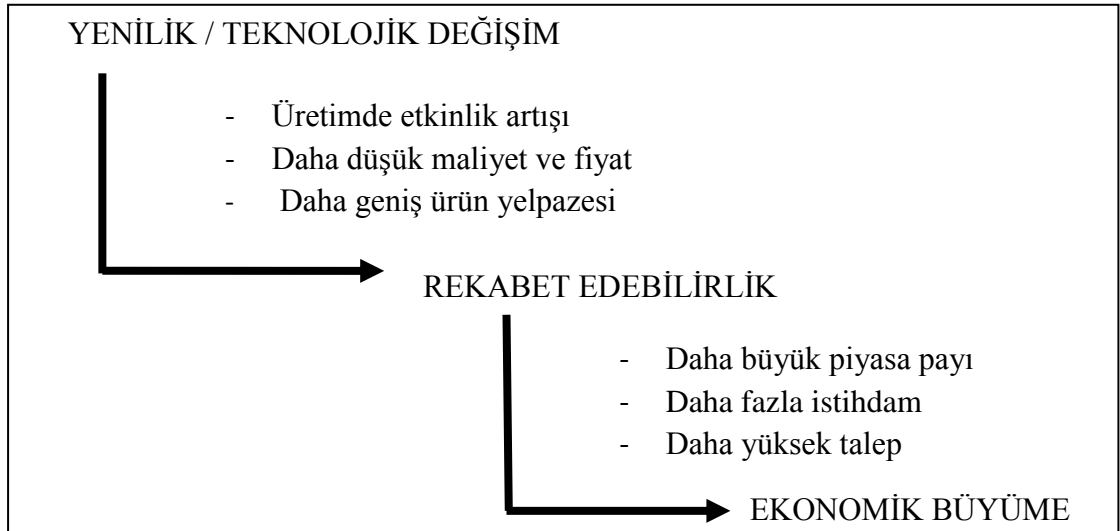 YENİLİK / TEKNOLOJİK DEĞİŞİM
- Üretimde etkinlik artışı
- Daha düşük maliyet ve fiyat
- Daha geniş ürün yelpazesi
REKABET EDEBİLİRLİK
- Daha büyük piyasa payı
- Daha fazla istihdam
- Daha yüksek talep
EKONOMİK BÜYÜME